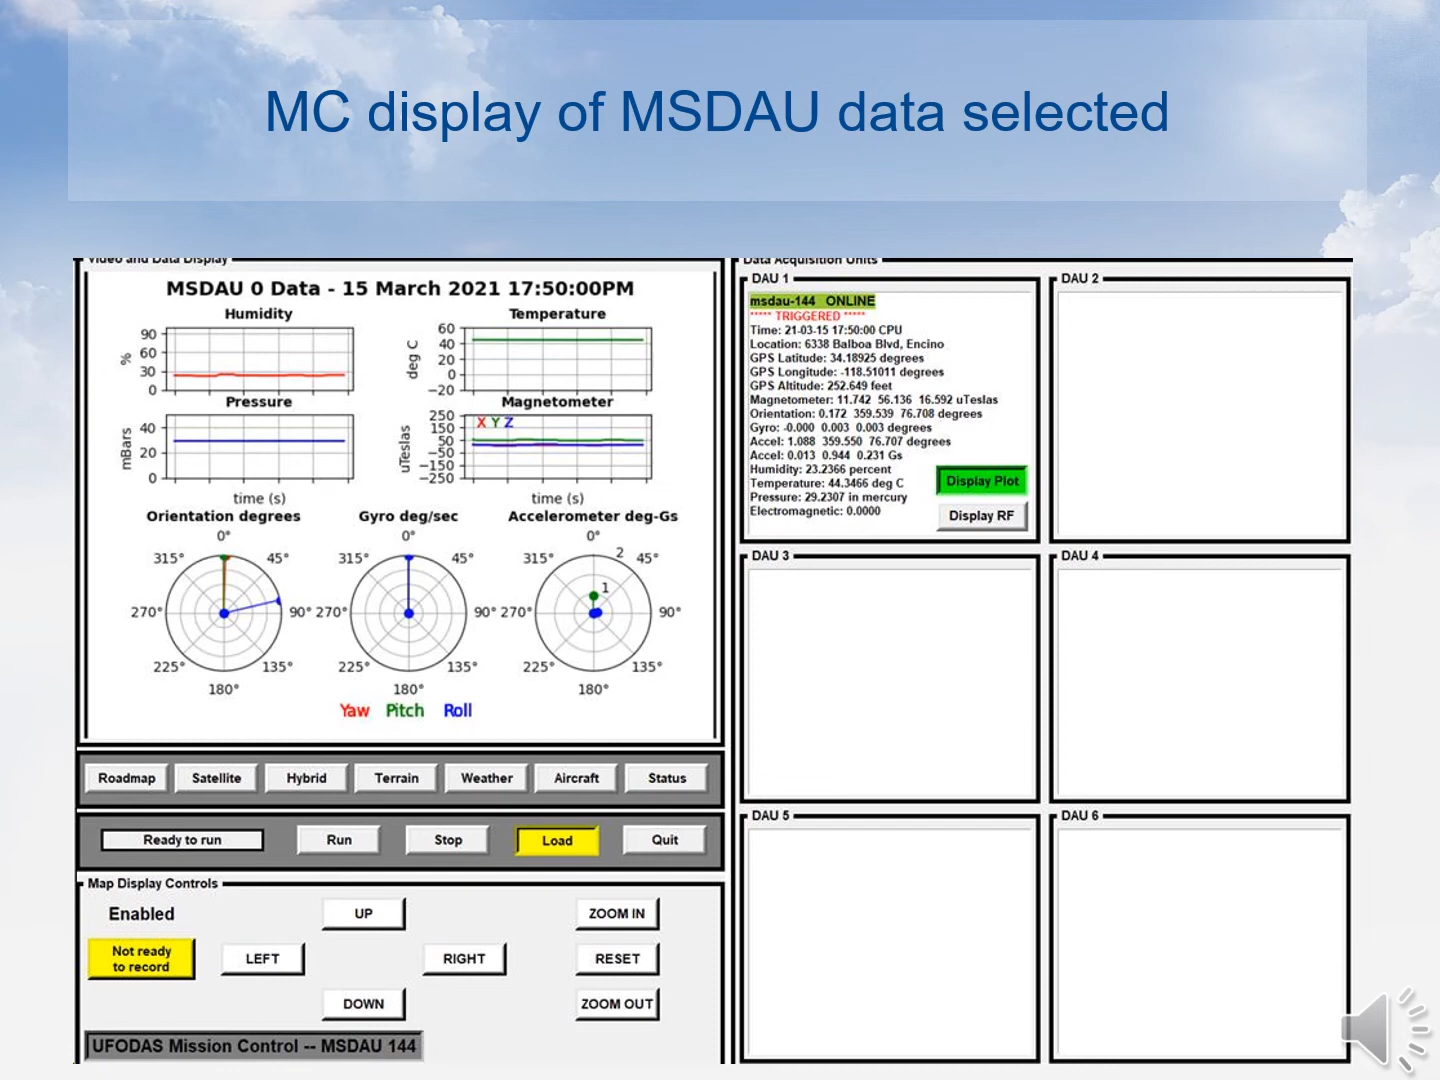 MC display of MSDAU data selected
Video and Data Display
MSDAU 0 Data - 15 March 2021 17:50:00PM
Humidity
Temperature
%
90
60
30
0
deg C
60
40
20
0
−20
Pressure
Magnetometer
mBars
40
20
0
uTeslas
250
150
50
−50
−150
−250
X Y Z
time (s)
time (s)
Orientation degrees
Gyro deg/sec
Accelerometer deg-Gs
0°
45°
90°
135°
180°
225°
270°
315°
0°
45°
90°
135°
180°
225°
270°
315°
0°
45°
90°
135°
180°
225°
270°
315°
1
2
Yaw Pitch Roll
Roadmap
Satellite
Hybrid
Terrain
Weather
Aircraft
Status
Ready to run
Run
Stop
Load
Quit
Map Display Controls
Enabled
UP
ZOOM IN
Not ready
to record
LEFT
RIGHT
RESET
DOWN
ZOOM OUT
UFODAS Mission Control -- MSDAU 144
Data Acquisition Units
DAU 1
msdau-144 ONLINE
***** TRIGGERED *****
Time: 21-03-15 17:50:00 CPU
Location: 6338 Balboa Blvd, Encino
GPS Latitude: 34.18925 degrees
GPS Longitude: -118.51011 degrees
GPS Altitude: 252.649 feet
Magnetometer: 11.742 56.136 16.592 uTeslas
Orientation: 0.172 359.539 76.708 degrees
Gyro: -0.000 0.003 0.003 degrees
Accel: 1.088 359.550 76.707 degrees
Accel: 0.013 0.944 0.231 Gs
Humidity: 23.2366 percent
Temperature: 44.3466 deg C
Pressure: 29.2307 in mercury
Electromagnetic: 0.0000
Display Plot
Display RF
DAU 2
DAU 3
DAU 4
DAU 5
DAU 6